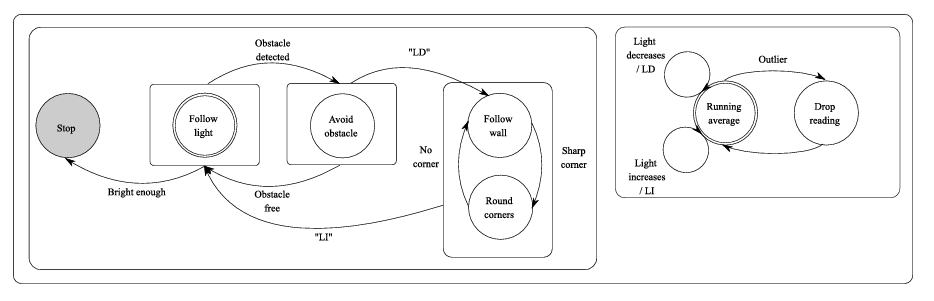 Obstacle
detected
"LD"
Stop
Follow
light
Avoid
obstacle
Follow
wall
No
corner
Sharp
corner
Round
corners
Bright enough
Obstacle
free
"LI"
Light
decreases
/ LD
Outlier
Running
average
Drop
reading
Light
increases
/ LI